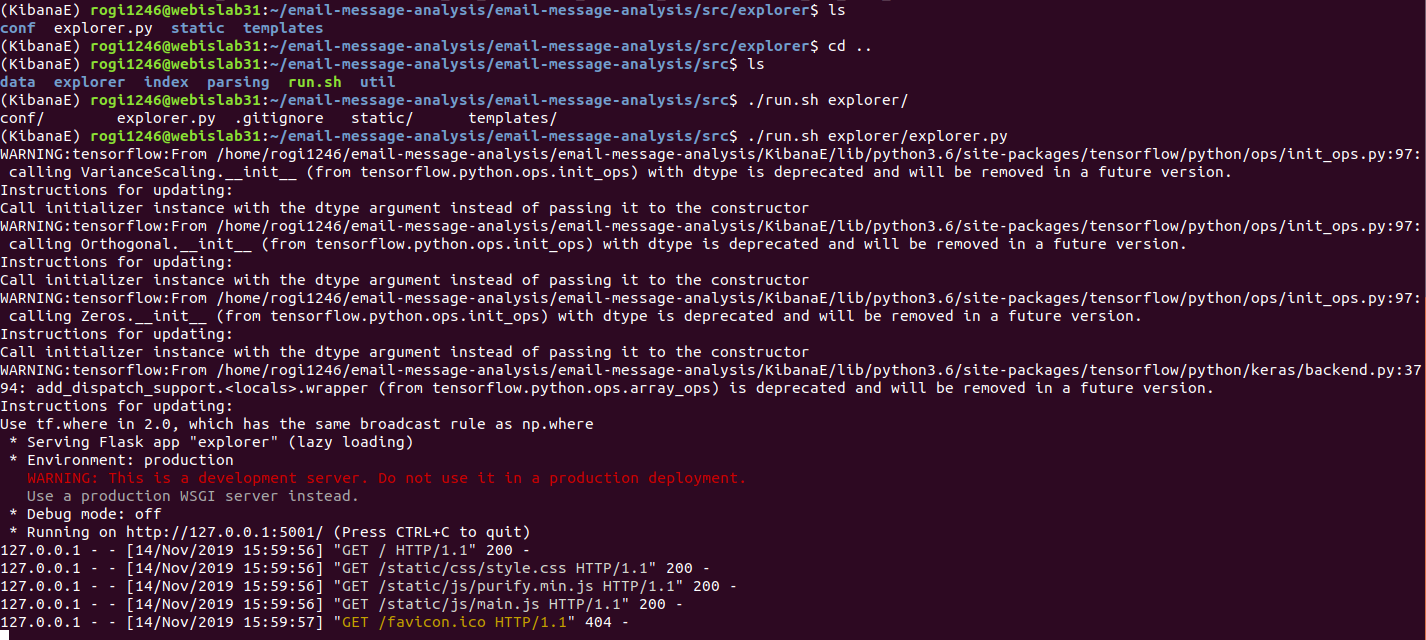 (KibanaE) rogi1246@webislab31:~/email-message-analysis/email-message-analysis/src/explorer$ ls
conf  explorer.py  static  templates
(KibanaE) rogi1246@webislab31:~/email-message-analysis/email-message-analysis/src/explorer$ cd ..
(KibanaE) rogi1246@webislab31:~/email-message-analysis/email-message-analysis/src$ ls
data  explorer  index  parsing  run.sh  util
(KibanaE) rogi1246@webislab31:~/email-message-analysis/email-message-analysis/src$ ./run.sh explorer/
conf/        explorer.py  .gitignore   static/      templates/
(KibanaE) rogi1246@webislab31:~/email-message-analysis/email-message-analysis/src$ ./run.sh explorer/explorer.py
WARNING:tensorflow:From /home/rogi1246/email-message-analysis/email-message-analysis/KibanaE/lib/python3.6/site-packages/tensorflow/python/ops/init_ops.py:97:
 calling VarianceScaling.__init__ (from tensorflow.python.ops.init_ops) with dtype is deprecated and will be removed in a future version.
Instructions for updating:
Call initializer instance with the dtype argument instead of passing it to the constructor
WARNING:tensorflow:From /home/rogi1246/email-message-analysis/email-message-analysis/KibanaE/lib/python3.6/site-packages/tensorflow/python/ops/init_ops.py:97:
 calling Orthogonal.__init__ (from tensorflow.python.ops.init_ops) with dtype is deprecated and will be removed in a future version.
Instructions for updating:
Call initializer instance with the dtype argument instead of passing it to the constructor
WARNING:tensorflow:From /home/rogi1246/email-message-analysis/email-message-analysis/KibanaE/lib/python3.6/site-packages/tensorflow/python/ops/init_ops.py:97:
 calling Zeros.__init__ (from tensorflow.python.ops.init_ops) with dtype is deprecated and will be removed in a future version.
Instructions for updating:
Call initializer instance with the dtype argument instead of passing it to the constructor
WARNING:tensorflow:From /home/rogi1246/email-message-analysis/email-message-analysis/KibanaE/lib/python3.6/site-packages/tensorflow/python/keras/backend.py:37
94: add_dispatch_support.<locals>.wrapper (from tensorflow.python.ops.array_ops) is deprecated and will be removed in a future version.
Instructions for updating:
Use tf.where in 2.0, which has the same broadcast rule as np.where
 * Serving Flask app "explorer" (lazy loading)
 * Environment: production
   WARNING: This is a development server. Do not use it in a production deployment.
   Use a production WSGI server instead.
 * Debug mode: off
 * Running on http://127.0.0.1:5001/ (Press CTRL+C to quit)
127.0.0.1 - - [14/Nov/2019 15:59:56] "GET / HTTP/1.1" 200 -
127.0.0.1 - - [14/Nov/2019 15:59:56] "GET /static/css/style.css HTTP/1.1" 200 -
127.0.0.1 - - [14/Nov/2019 15:59:56] "GET /static/js/purify.min.js HTTP/1.1" 200 -
127.0.0.1 - - [14/Nov/2019 15:59:56] "GET /static/js/main.js HTTP/1.1" 200 -
127.0.0.1 - - [14/Nov/2019 15:59:57] "GET /favicon.ico HTTP/1.1" 404 -